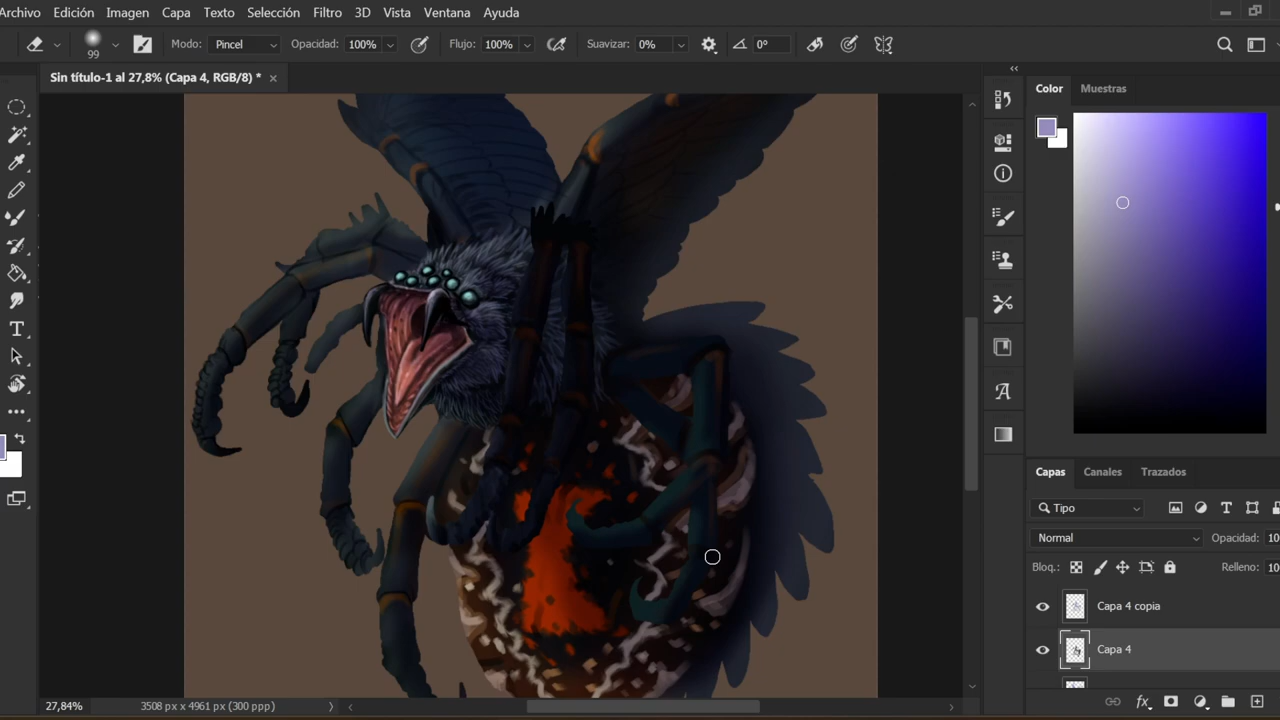 Archivo Edición Imagen Capa Texto Selección Filtro 3D Vista Ventana Ayuda
99 Modo: Pincel Opacidad: 100% Flujo: 100% Suavizar: 0% 0°
Sin título-1 al 27,8% (Capa 4, RGB/8) *
Color Muestras
Capas Canales Trazados
Tipo
Normal Opacidad: 10
Bloq.: Relleno: 10
Capa 4 copia
Capa 4
27,84% 3508 px x 4961 px (300 ppp)